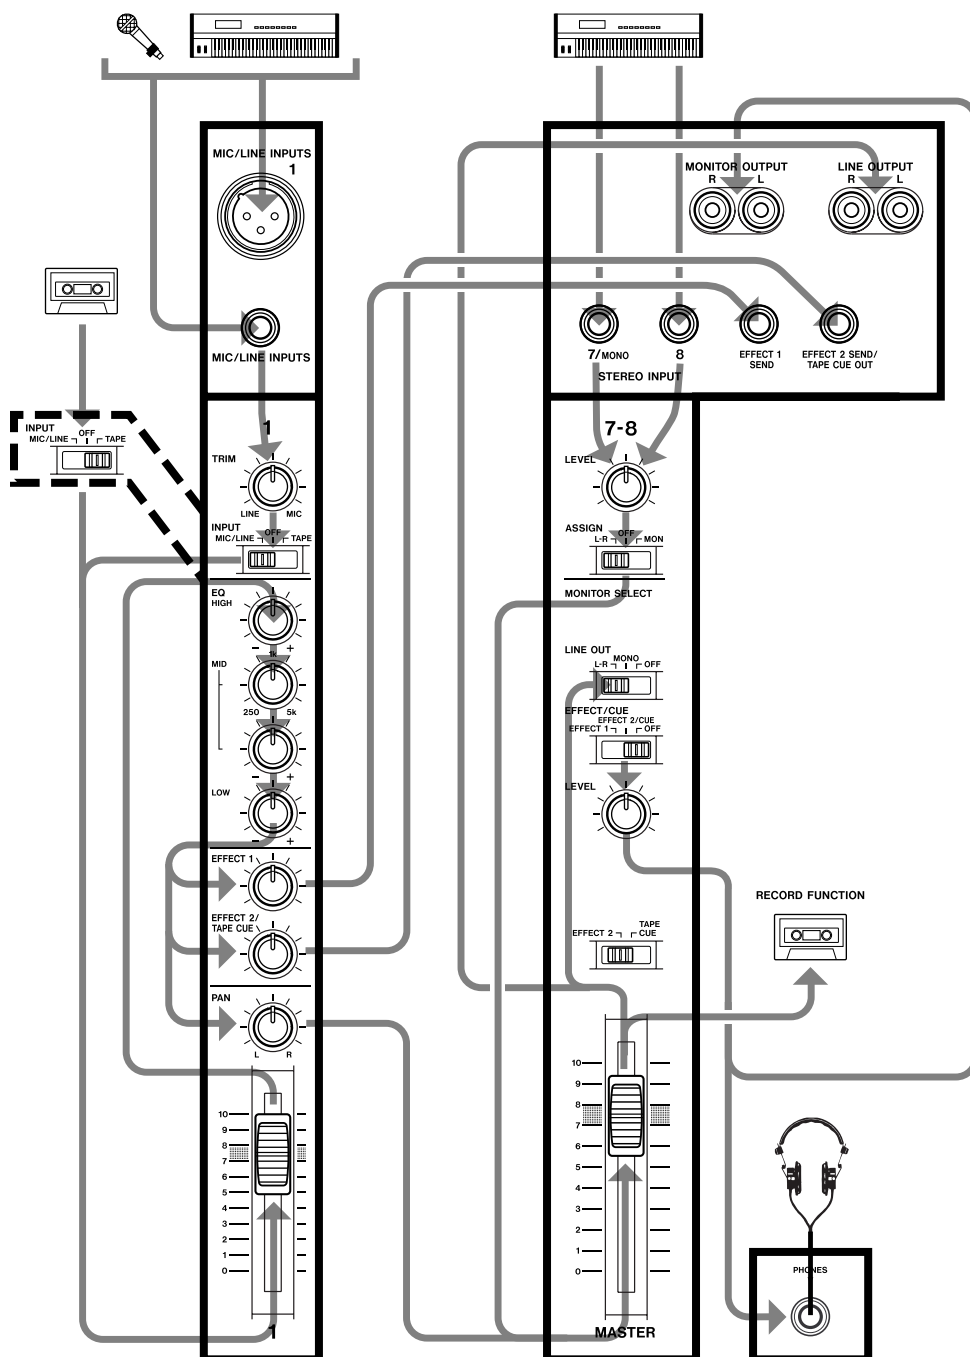 MIC/LINE INPUTS
1
MIC/LINE INPUTS
INPUT
OFF
MIC/LINE
TAPE
1
TRIM
LINE
MIC
INPUT
OFF
MIC/LINE
TAPE
EQ
HIGH
-
+
1k
MID
250
5k
-
+
LOW
-
+
EFFECT 1
EFFECT 2/
TAPE CUE
PAN
L
R
10
9
8
7
6
5
4
3
2
1
0
1
MONITOR OUTPUT
R
L
LINE OUTPUT
R
L
7/MONO
8
STEREO INPUT
EFFECT 1
SEND
EFFECT 2 SEND/
TAPE CUE OUT
7-8
LEVEL
ASSIGN
OFF
L-R
MON
MONITOR SELECT
LINE OUT
MONO
L-R
OFF
EFFECT/CUE
EFFECT 2/CUE
EFFECT 1
OFF
LEVEL
EFFECT 2
TAPE
CUE
10
9
8
7
6
5
4
3
2
1
0
MASTER
RECORD FUNCTION
PHONES